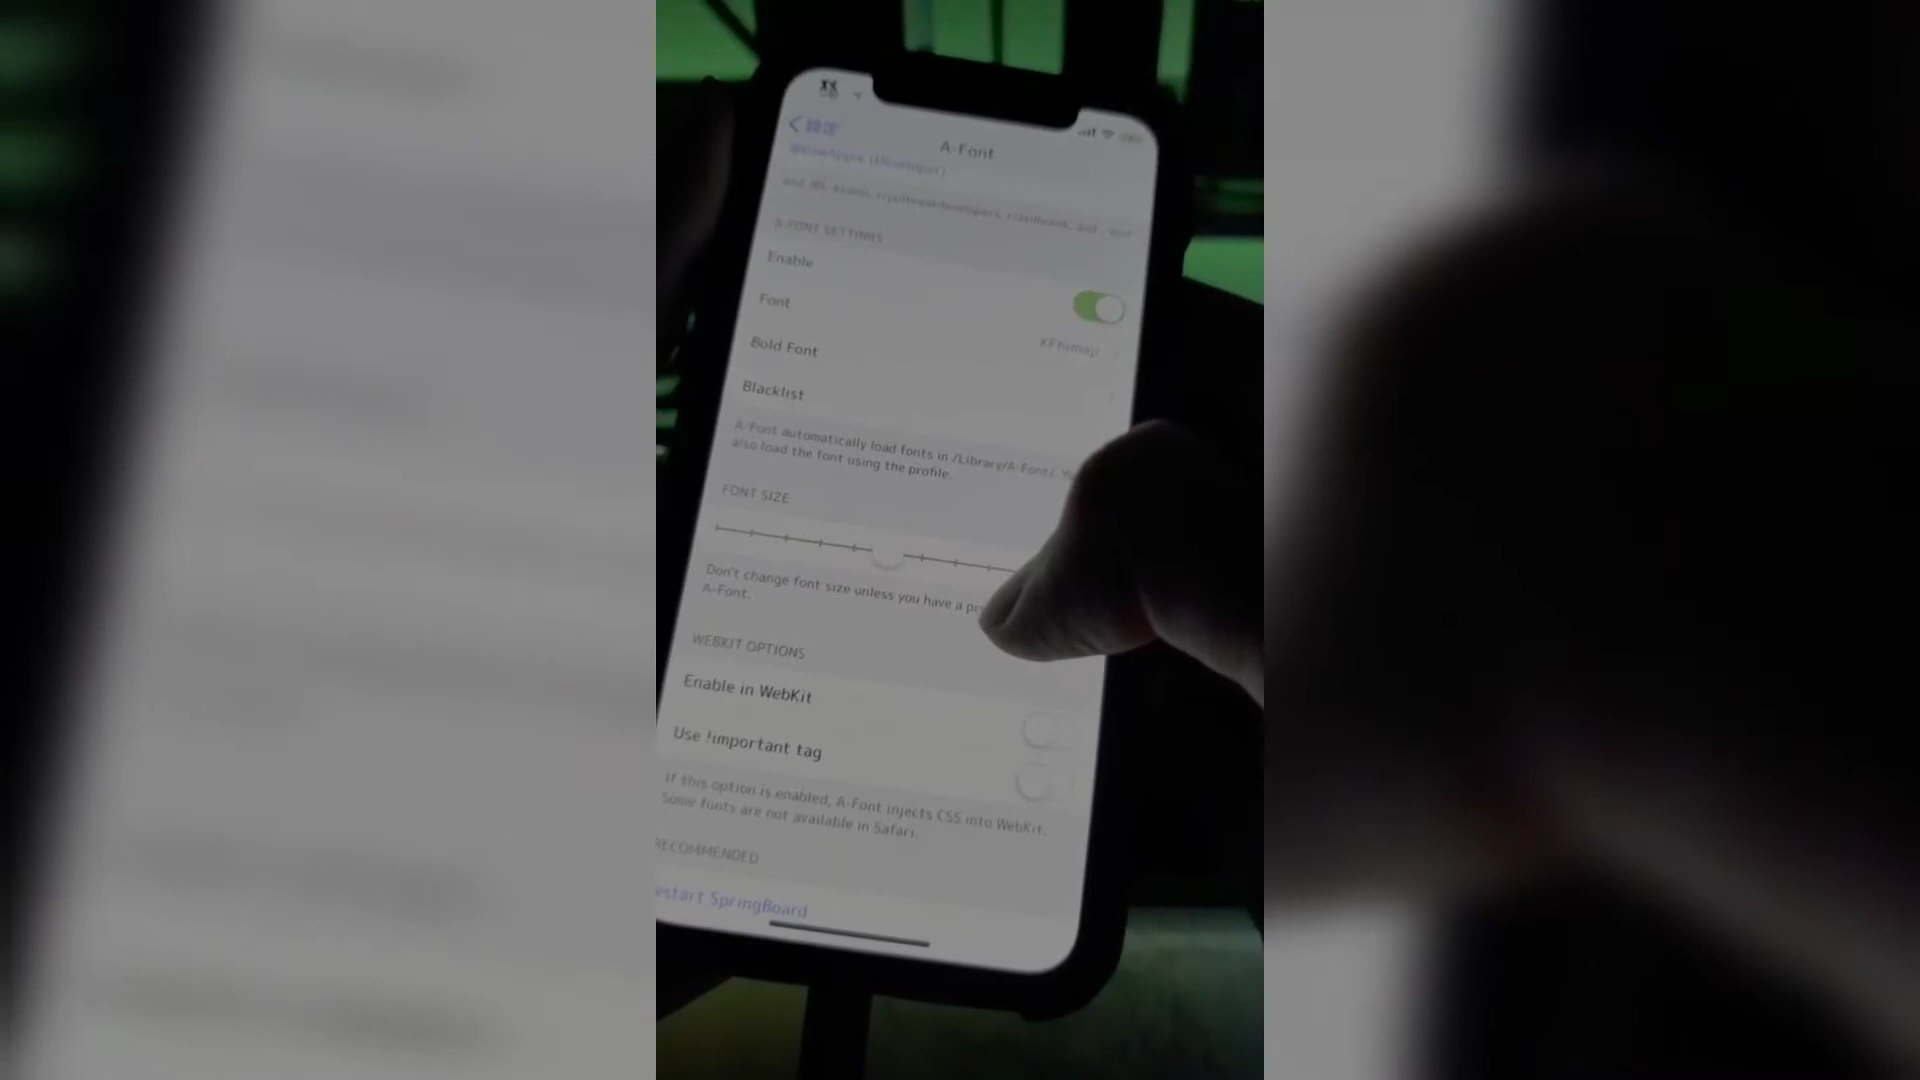 設定
A-Font
A-FONT SETTINGS
Enable
Font
KFhimaji
Bold Font
Blacklist
A-Font automatically load fonts in /Library/A-Font/.
also load the font using the profile.
FONT SIZE
Don't change font size unless you have a
A-Font.
WEBKIT OPTIONS
Enable in WebKit
Use !important tag
If this option is enabled, A-Font injects CSS into WebKit.
Some fonts are not available in Safari.
RECOMMENDED
estart SpringBoard